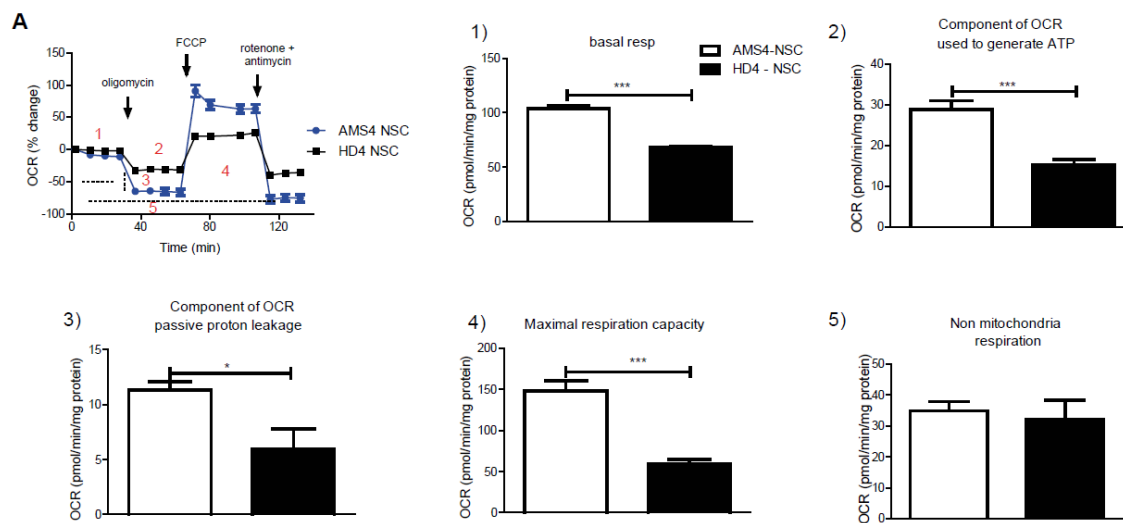 A
FCCP
rotenone +
antimycin
oligomycin
OCR (% change)
150
100
50
0
-50
-100
1
2
3
4
5
0
40
80
120
Time (min)
AMS4 NSC
HD4 NSC
1)
basal resp
AMS4-NSC
HD4 - NSC
***
OCR (pmol/min/mg protein)
150
100
50
0
2)
Component of OCR
used to generate ATP
***
OCR (pmol/min/mg protein)
40
30
20
10
0
3)
Component of OCR
passive proton leakage
*
OCR (pmol/min/mg protein)
15
10
5
0
4)
Maximal respiration capacity
***
OCR (pmol/min/mg protein)
200
150
100
50
0
5)
Non mitochondria
respiration
OCR (pmol/min/mg protein)
50
40
30
20
10
0